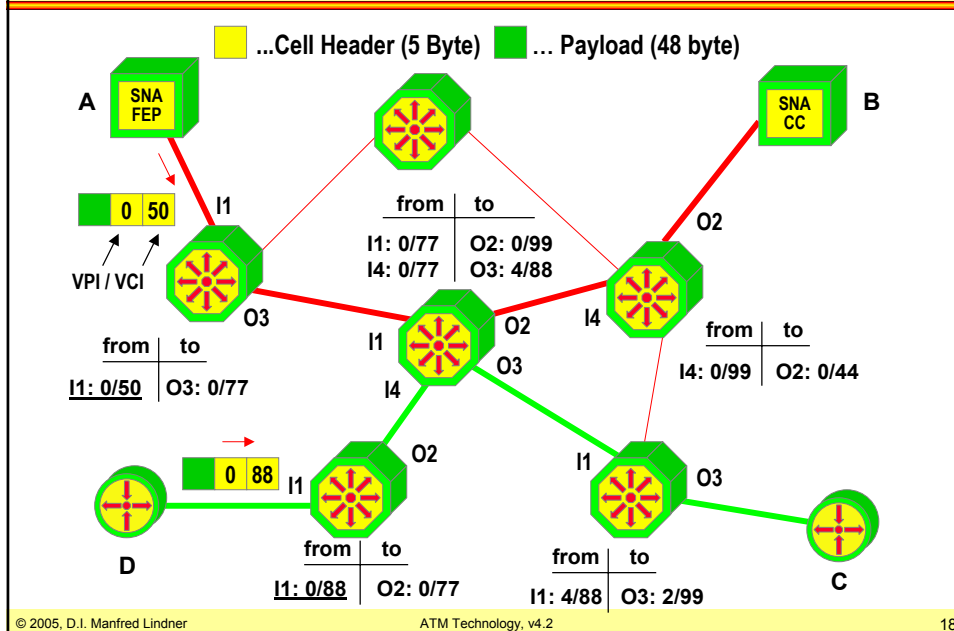 ...Cell Header (5 Byte) … Payload (48 byte)
A
SNA
FEP
B
SNA
CC
0 50
I1
VPI / VCI
O3
from to
I1: 0/50 O3: 0/77
from to
I1: 0/77 O2: 0/99
I4: 0/77 O3: 4/88
O2
I4
from to
I4: 0/99 O2: 0/44
I1
O2
O3
I4
0 88
I1
O2
D
from to
I1: 0/88 O2: 0/77
I1
O3
from to
I1: 4/88 O3: 2/99
C
© 2005, D.I. Manfred Lindner
ATM Technology, v4.2
18